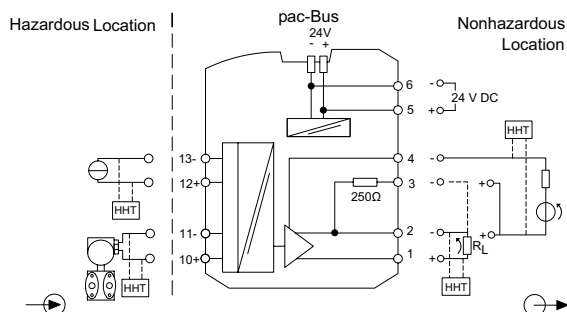 Hazardous Location
pac-Bus
Nonhazardous
Location
24V
- +
6 -
24 V DC
5 +
HHT
13-
4 -
12+
3 - +
250Ω
HHT
11-
2 - +
RL
10+
1 +
HHT
HHT